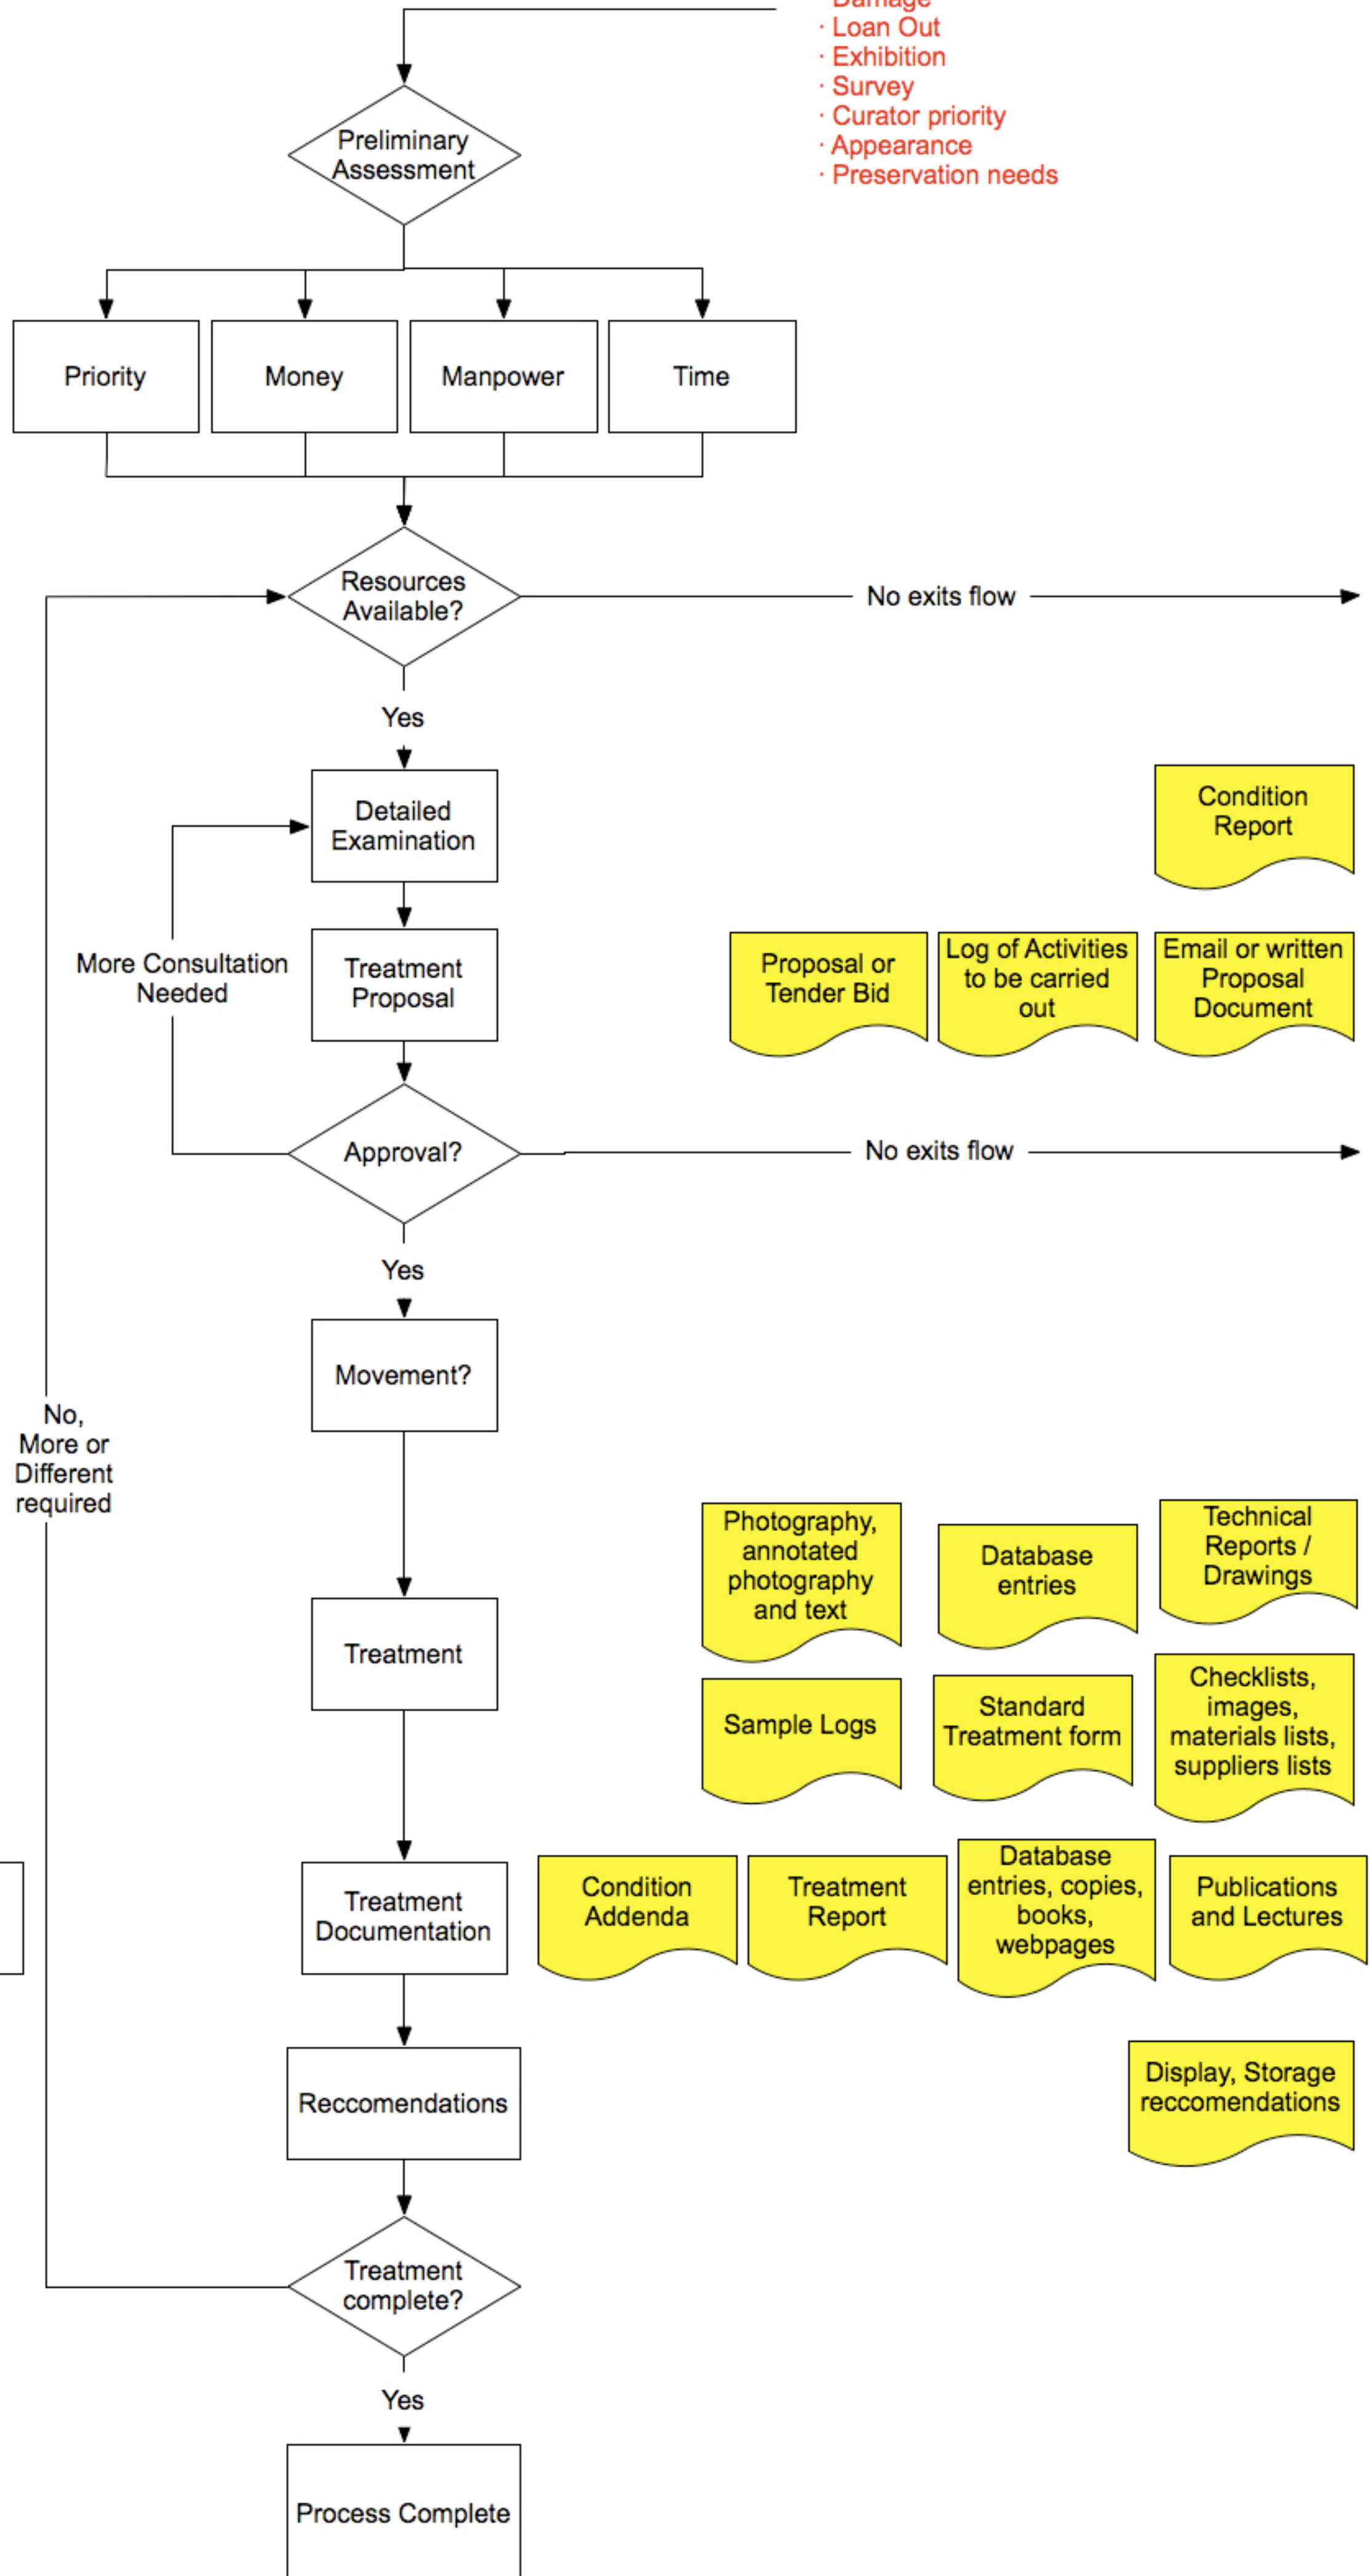 Damage
· Loan Out
· Exhibition
· Survey
· Curator priority
· Appearance
· Preservation needs
Preliminary
Assessment
Priority
Money
Manpower
Time
Resources
Available?
No exits flow
Yes
Detailed
Examination
Condition
Report
More Consultation
Needed
Treatment
Proposal
Proposal or
Tender Bid
Log of Activities
to be carried
out
Email or written
Proposal
Document
Approval?
No exits flow
Yes
Movement?
No,
More or
Different
required
Photography,
annotated
photography
and text
Database
entries
Technical
Reports /
Drawings
Treatment
Sample Logs
Standard
Treatment form
Checklists,
images,
materials lists,
suppliers lists
Treatment
Documentation
Condition
Addenda
Treatment
Report
Database
entries, copies,
books,
webpages
Publications
and Lectures
Reccomendations
Display, Storage
reccomendations
Treatment
complete?
Yes
Process Complete